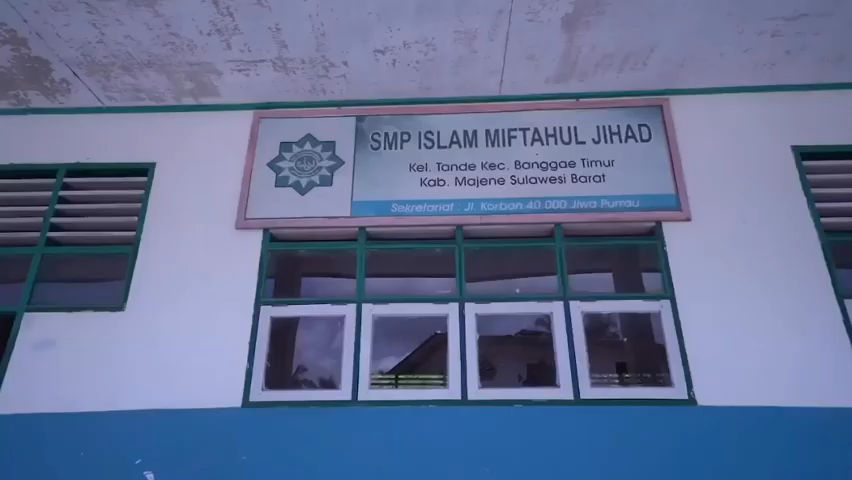 SMP ISLAM MIFTAHUL JIHAD
Kel. Tande Kec. Banggae Timur
Kab. Majene Sulawesi Barat
Sekretariat : Jl. Korban 40.000 Jiwa Purrau